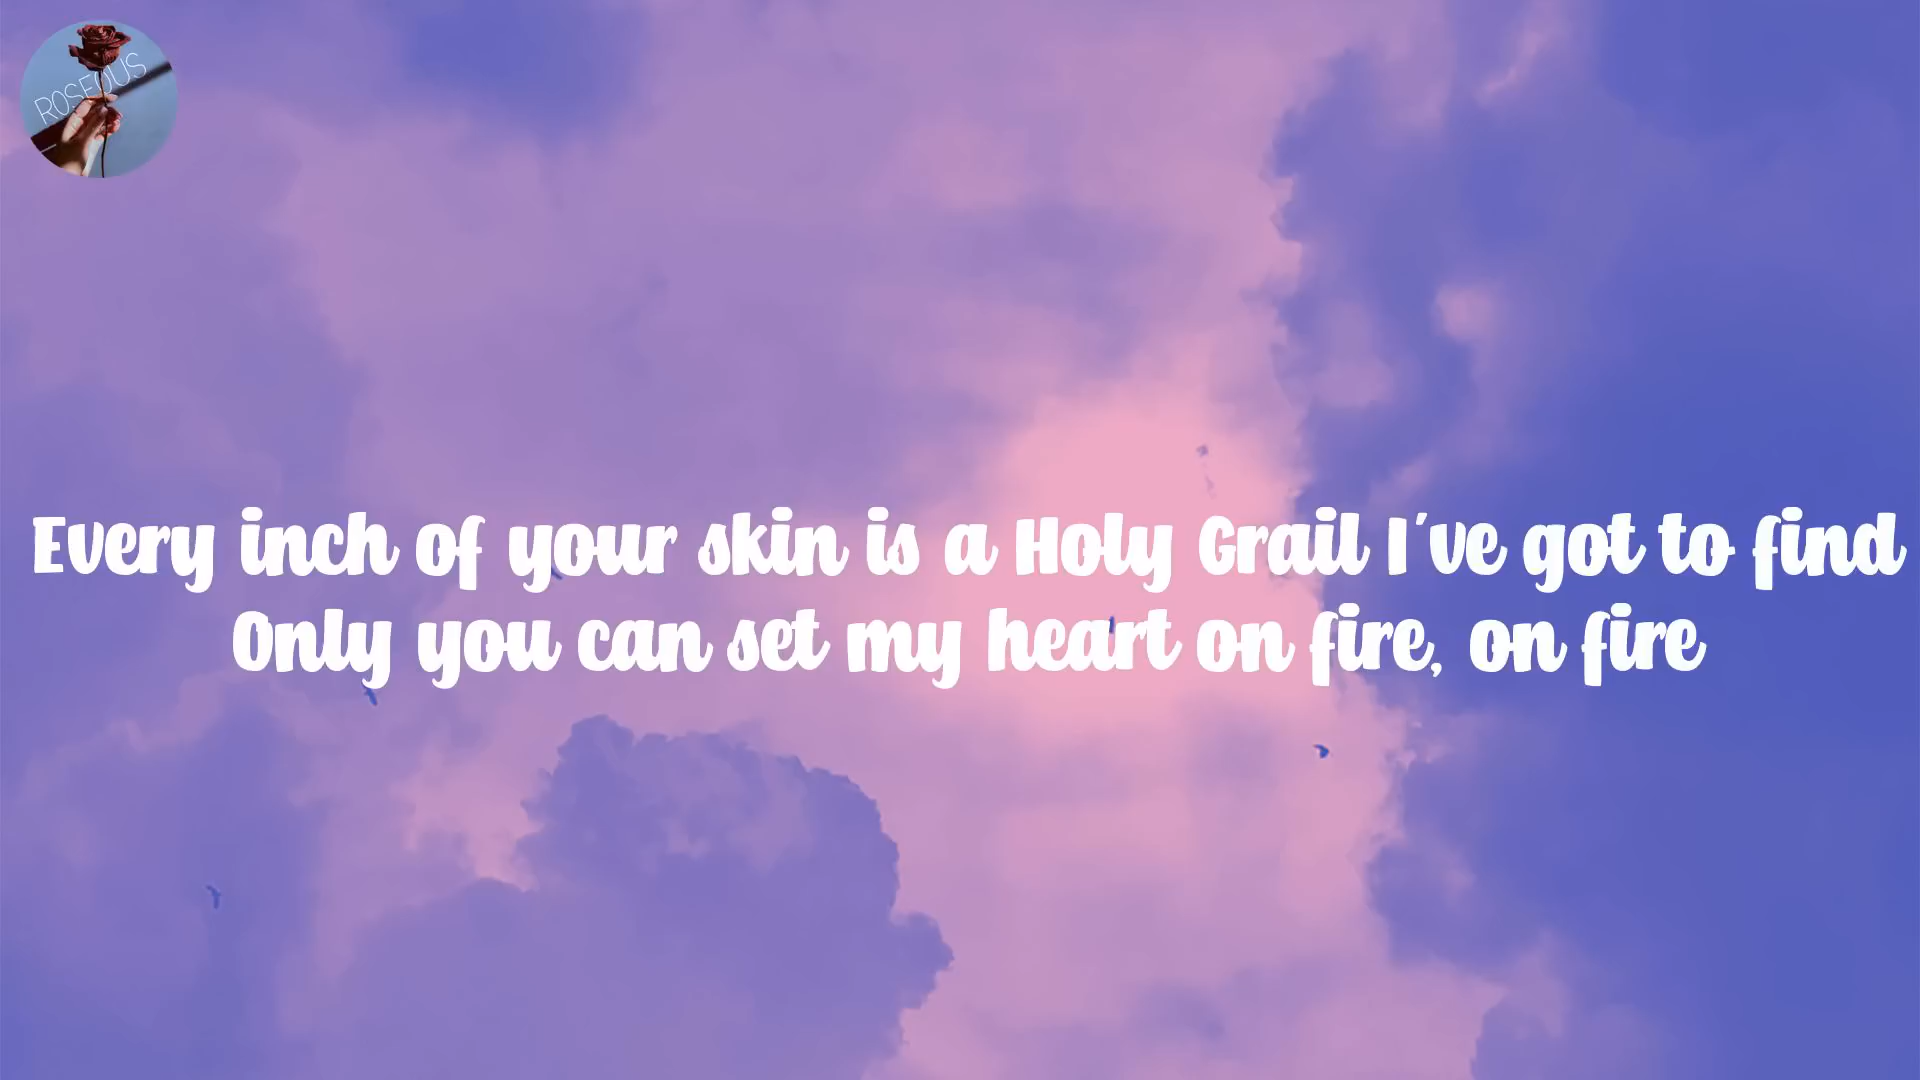 ROSEOUS
Every inch of your skin is a Holy Grail I've got to find
Only you can set my heart on fire, on fire